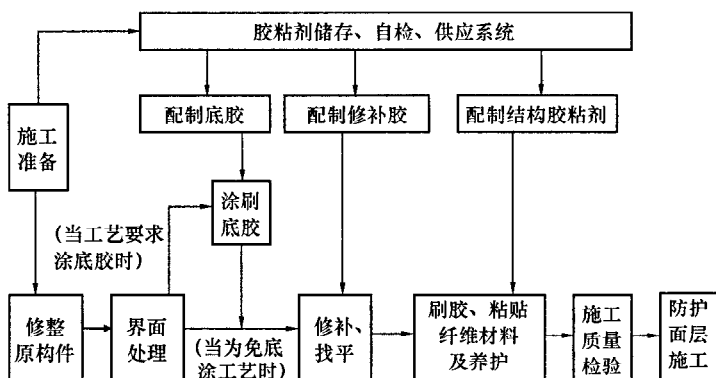 胶粘剂储存、自检、供应系统
配制底胶
配制修补胶
配制结构胶粘剂
施工
准备
涂刷
底胶
(当工艺要求
涂底胶时)
修整
原构件
界面
处理
(当为免底
涂工艺时)
修补、
找平
刷胶、粘贴
纤维材料
及养护
施工
质量
检验
防护
面层
施工